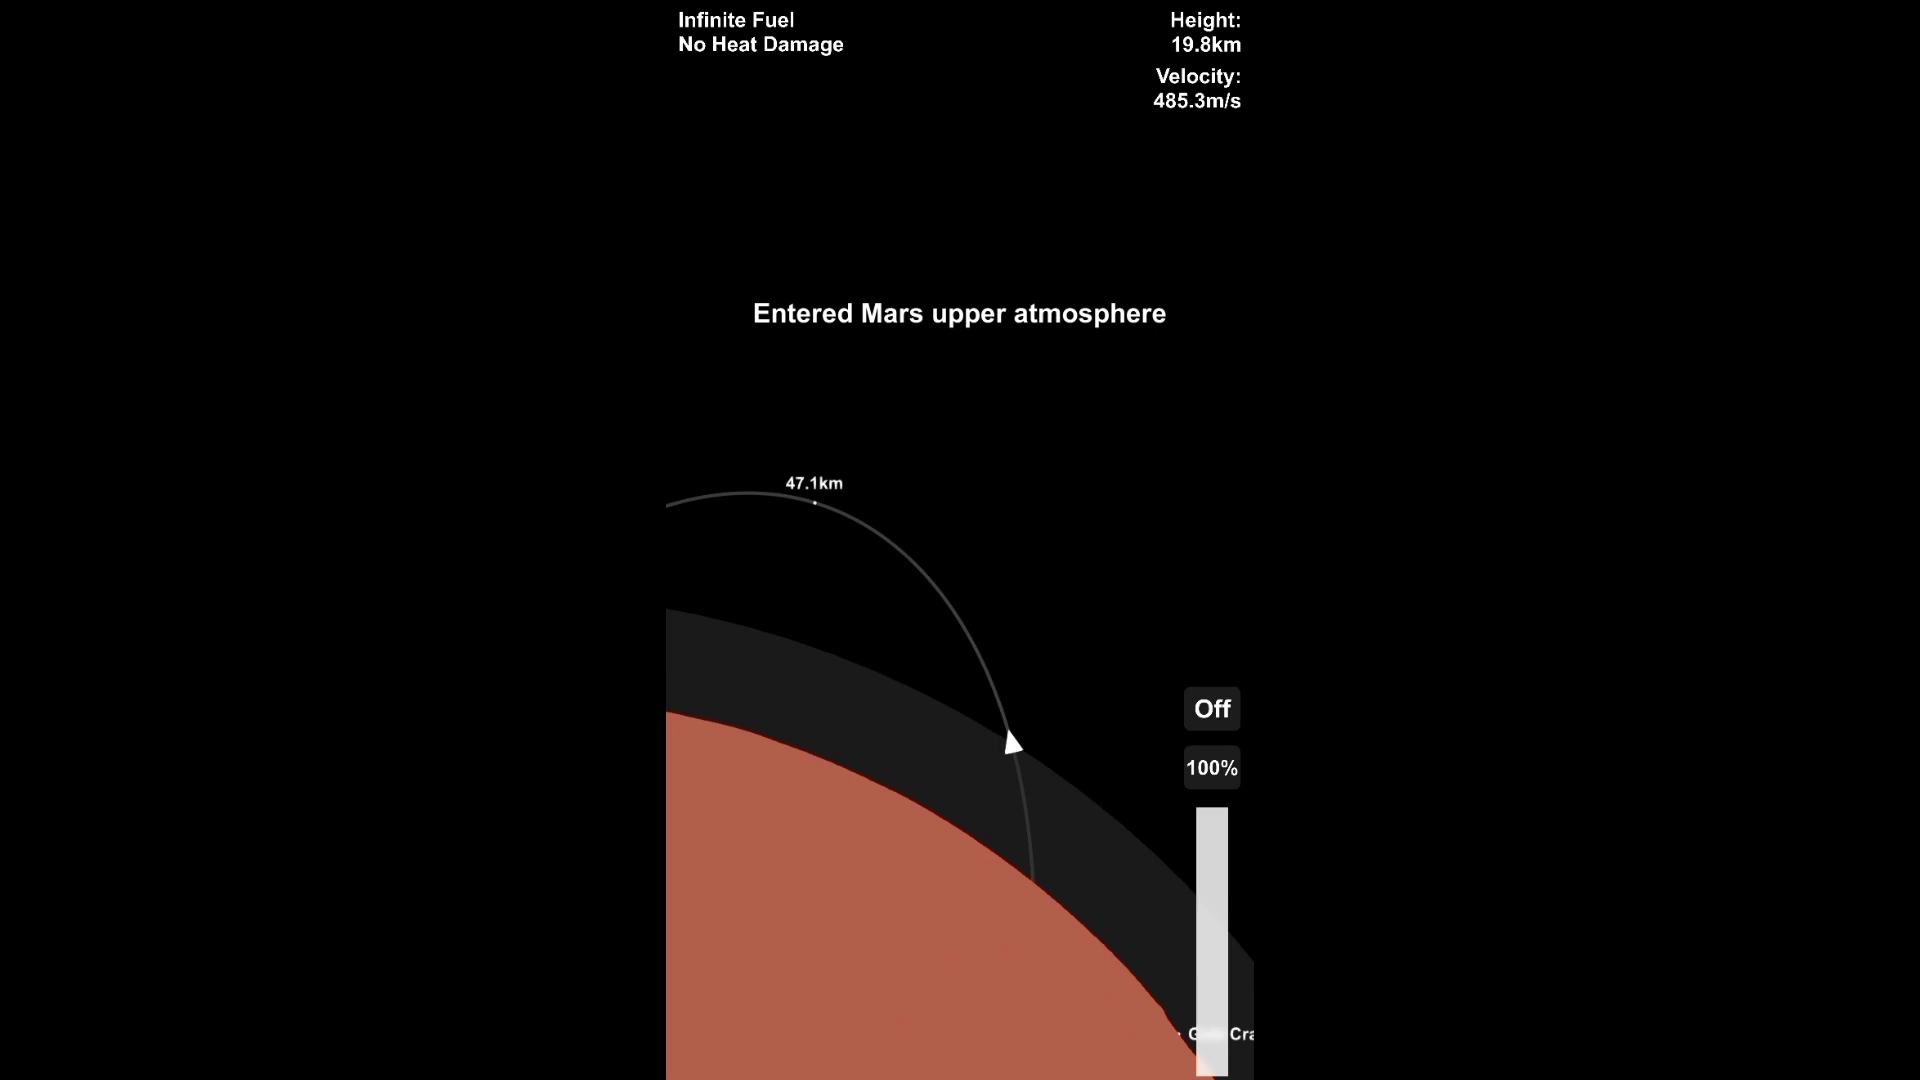 Infinite Fuel
No Heat Damage
Height:
19.8km
Velocity:
485.3m/s
Entered Mars upper atmosphere
47.1km
Off
100%